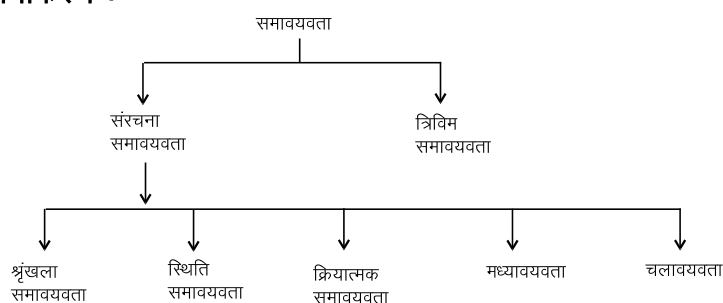 समावयवता
संरचना
समावयवता
त्रिविम
समावयवता
श्रृंखला
समावयवता
स्थिति
समावयवता
क्रियात्मक
समावयवता
मध्यावयवता
चलावयवता